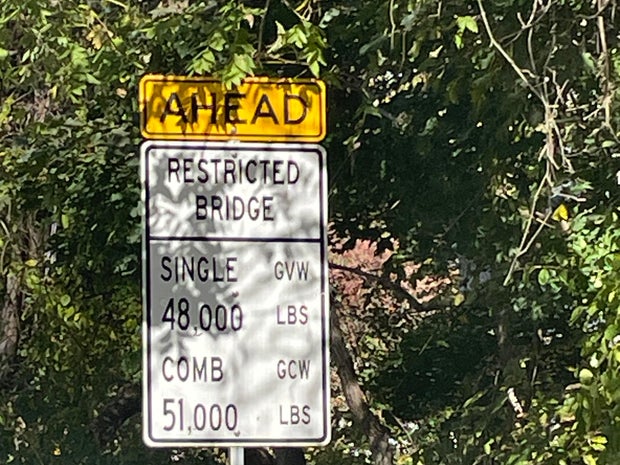 AHEAD
RESTRICTED
BRIDGE
SINGLE GVW
48,000 LBS
COMB GCW
51,000 LBS